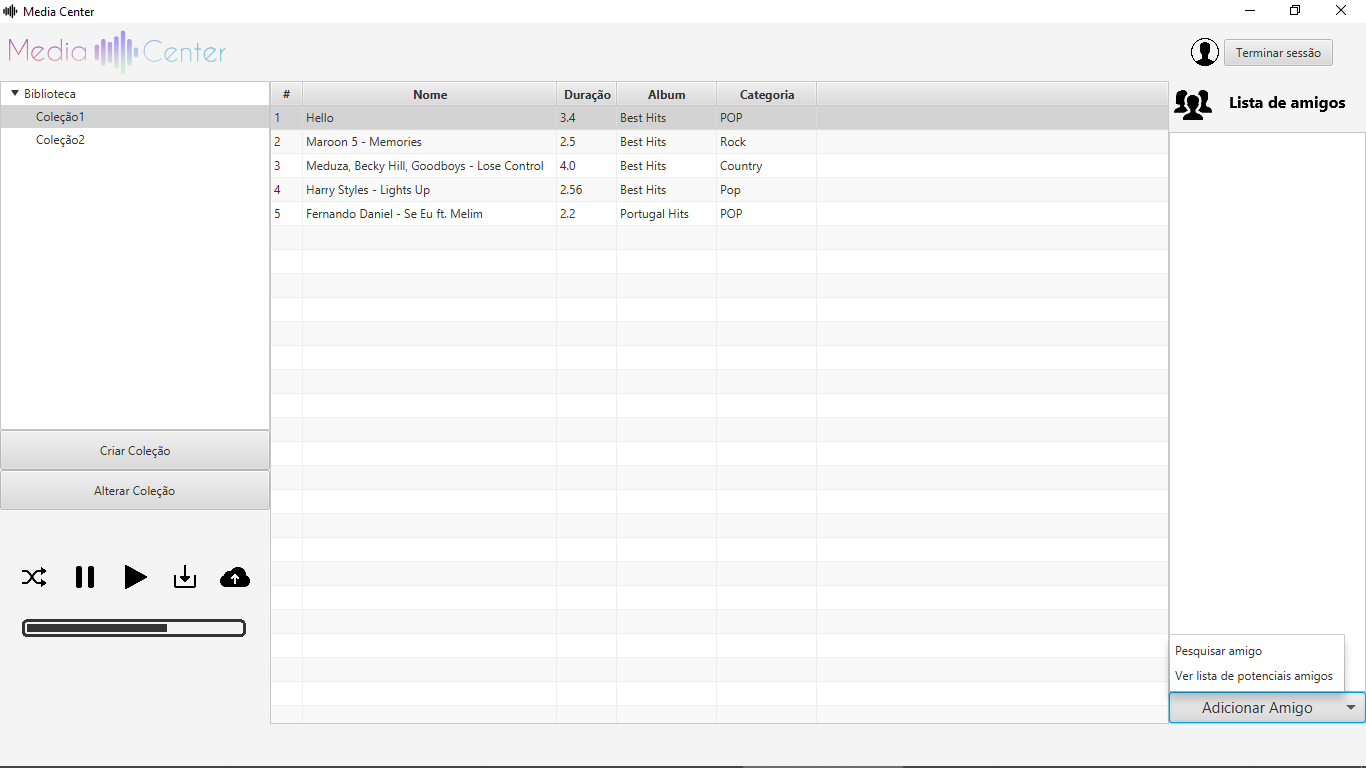 Media Center
Media Center
Terminar sessão
Biblioteca
Coleção1
Coleção2
Criar Coleção
Alterar Coleção
# Nome Duração Album Categoria
1 Hello 3.4 Best Hits POP
2 Maroon 5 - Memories 2.5 Best Hits Rock
3 Meduza, Becky Hill, Goodboys - Lose Control 4.0 Best Hits Country
4 Harry Styles - Lights Up 2.56 Best Hits Pop
5 Fernando Daniel - Se Eu ft. Melim 2.2 Portugal Hits POP
Lista de amigos
Pesquisar amigo
Ver lista de potenciais amigos
Adicionar Amigo